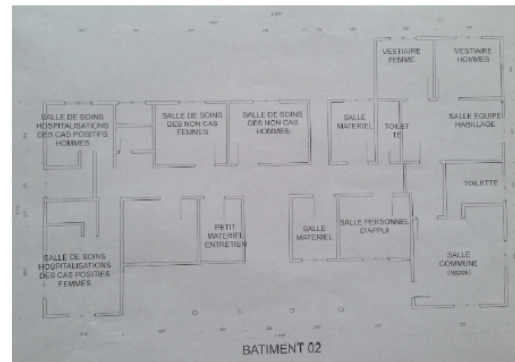 VESTIAIRE
FEMME
VESTIAIRE
HOMMES
SALLE DE SOINS
HOSPITALISATIONS
DES CAS POSITIFS
HOMMES
SALLE DE SOINS
DES NON CAS
FEMMES
SALLE DE SOINS
DES NON CAS
HOMMES
SALLE
MATERIEL
TOILET
TE
SALLE EQUIPE
HABILLAGE
TOILETTE
SALLE DE SOINS
HOSPITALISATIONS
DES CAS POSITIFS
FEMMES
PETIT
MATERIEL
ENTRETIEN
SALLE
MATERIEL
SALLE PERSONNEL
D'APPUI
SALLE
COMMUNE
(repos)
BATIMENT 02